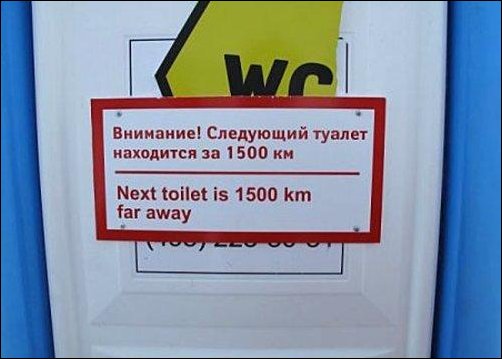 WC
Внимание! Следующий туалет
находится за 1500 км
Next toilet is 1500 km
far away